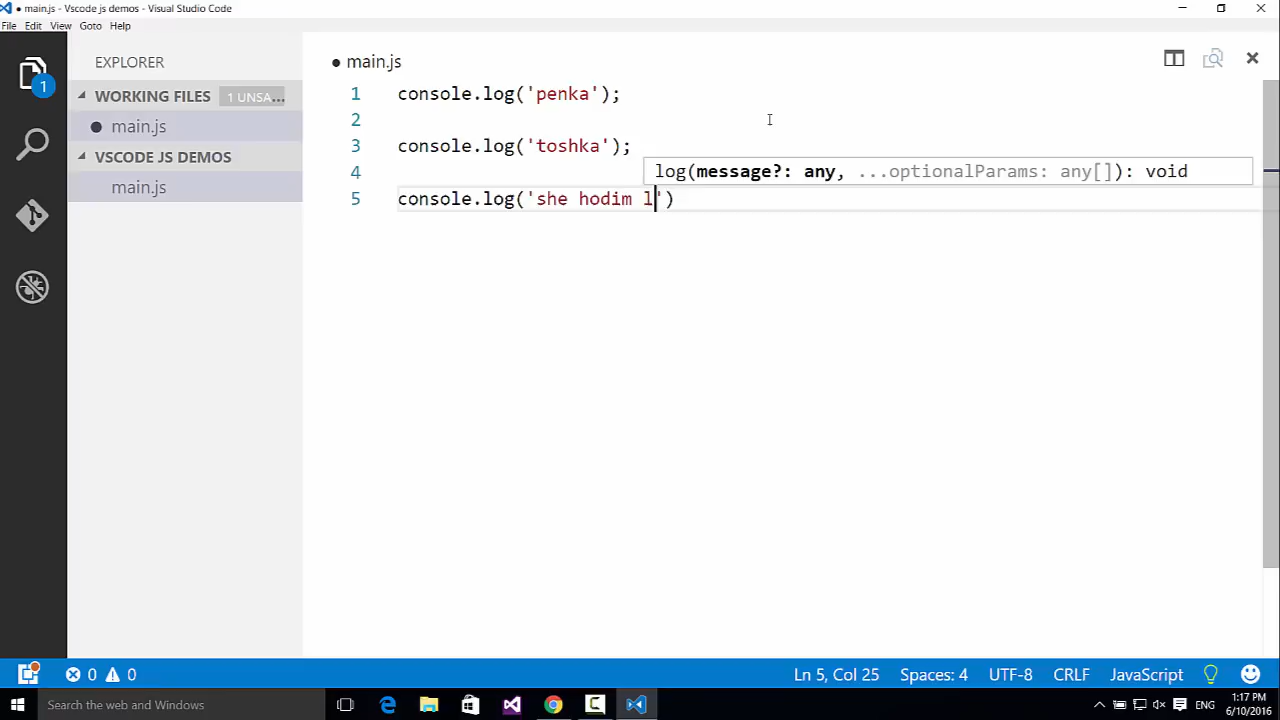 ● main.js - Vscode js demos - Visual Studio Code
File Edit View Goto Help
EXPLORER
WORKING FILES 1 UNSA...
● main.js
VSCODE JS DEMOS
main.js
1
● main.js
1 console.log('penka');
2
3 console.log('toshka');
4 log(message?: any, ...optionalParams: any[]): void
5 console.log('she hodim l')
0 0 Ln 5, Col 25 Spaces: 4 UTF-8 CRLF JavaScript
Search the web and Windows
ENG
1:17 PM
6/10/2016